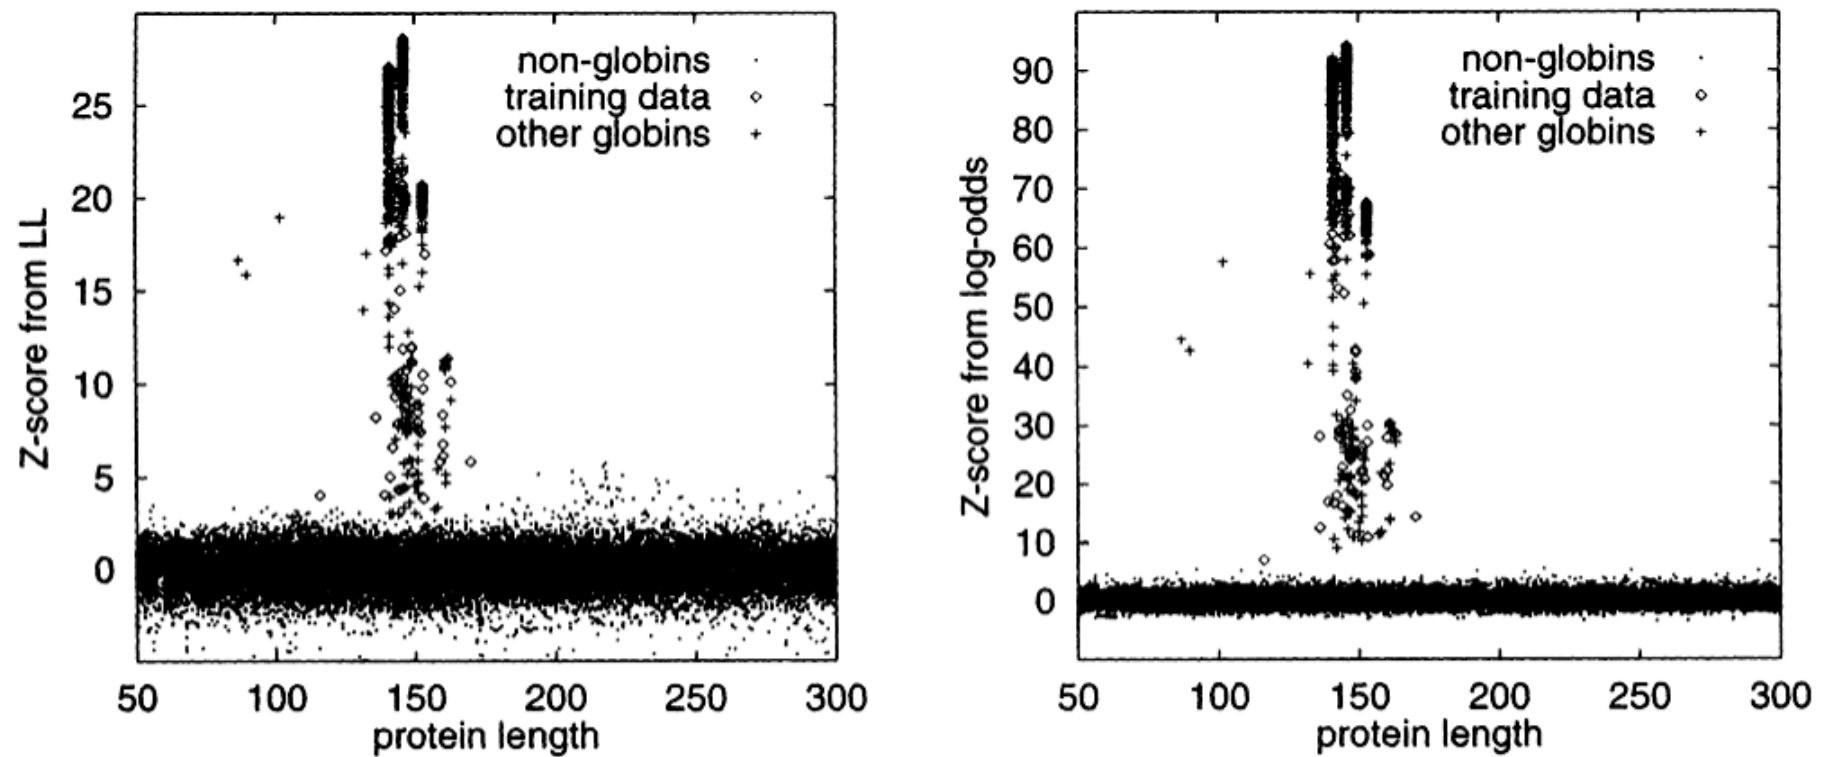 Z-score from LL
25
20
15
10
5
0
non-globins
training data
other globins
50 100 150 200 250 300
protein length
Z-score from log-odds
90
80
70
60
50
40
30
20
10
0
non-globins
training data
other globins
50 100 150 200 250 300
protein length